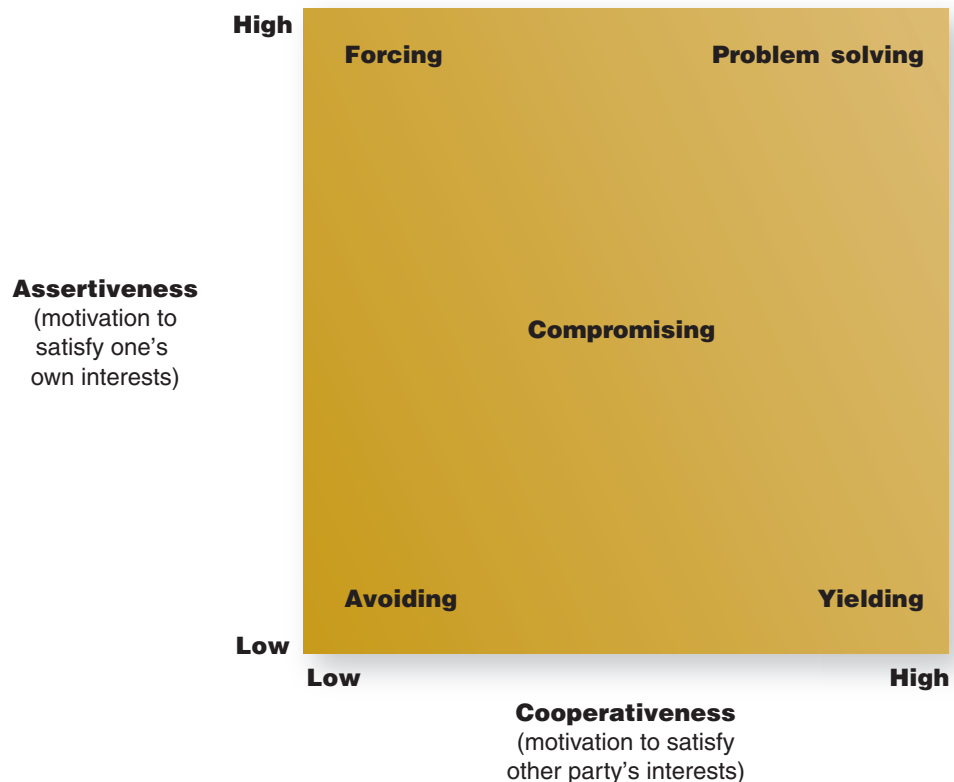 High
Forcing
Problem solving
Assertiveness
(motivation to
satisfy one’s
own interests)
Compromising
Avoiding
Yielding
Low
Low
High
Cooperativeness
(motivation to satisfy
other party’s interests)